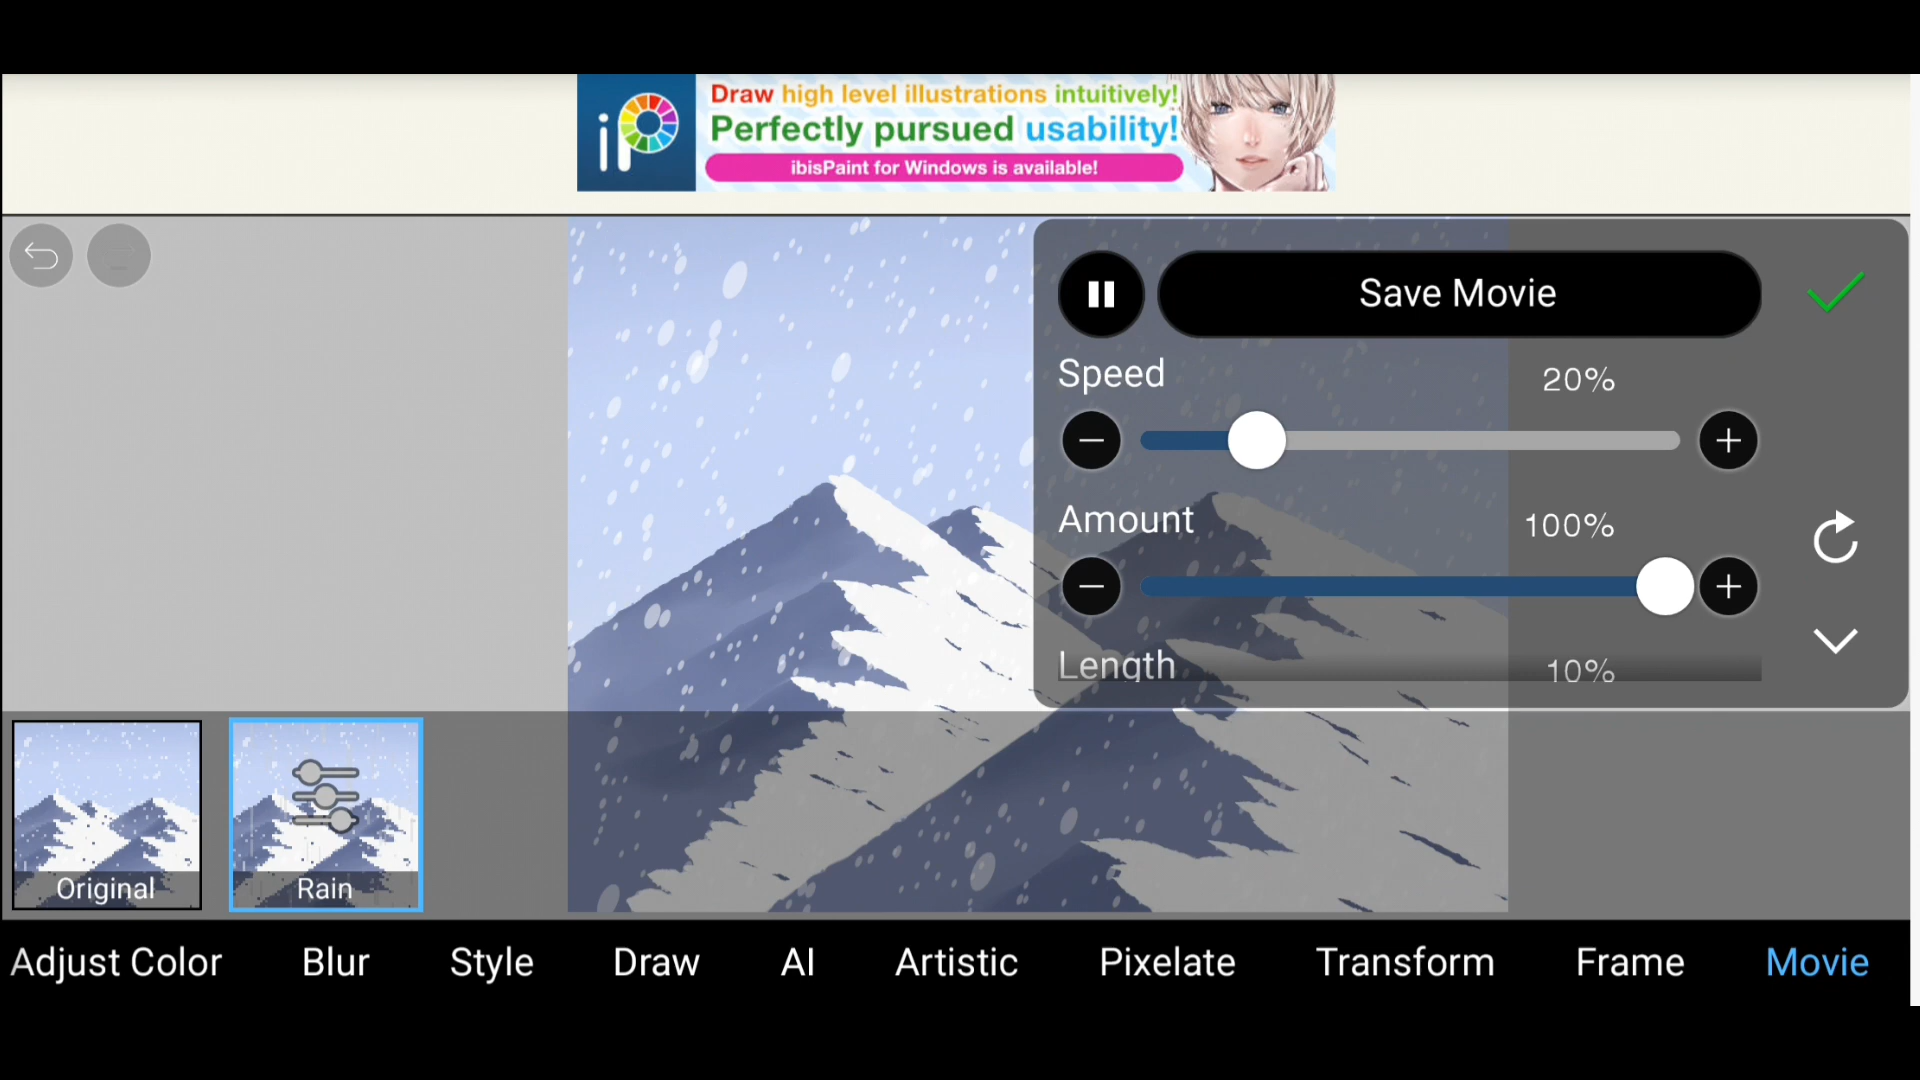 iP
Draw high level illustrations intuitively!
Perfectly pursued usability!
ibisPaint for Windows is available!
Save Movie
Speed
20%
Amount
100%
Length
10%
Original
Rain
Adjust Color
Blur
Style
Draw
AI
Artistic
Pixelate
Transform
Frame
Movie